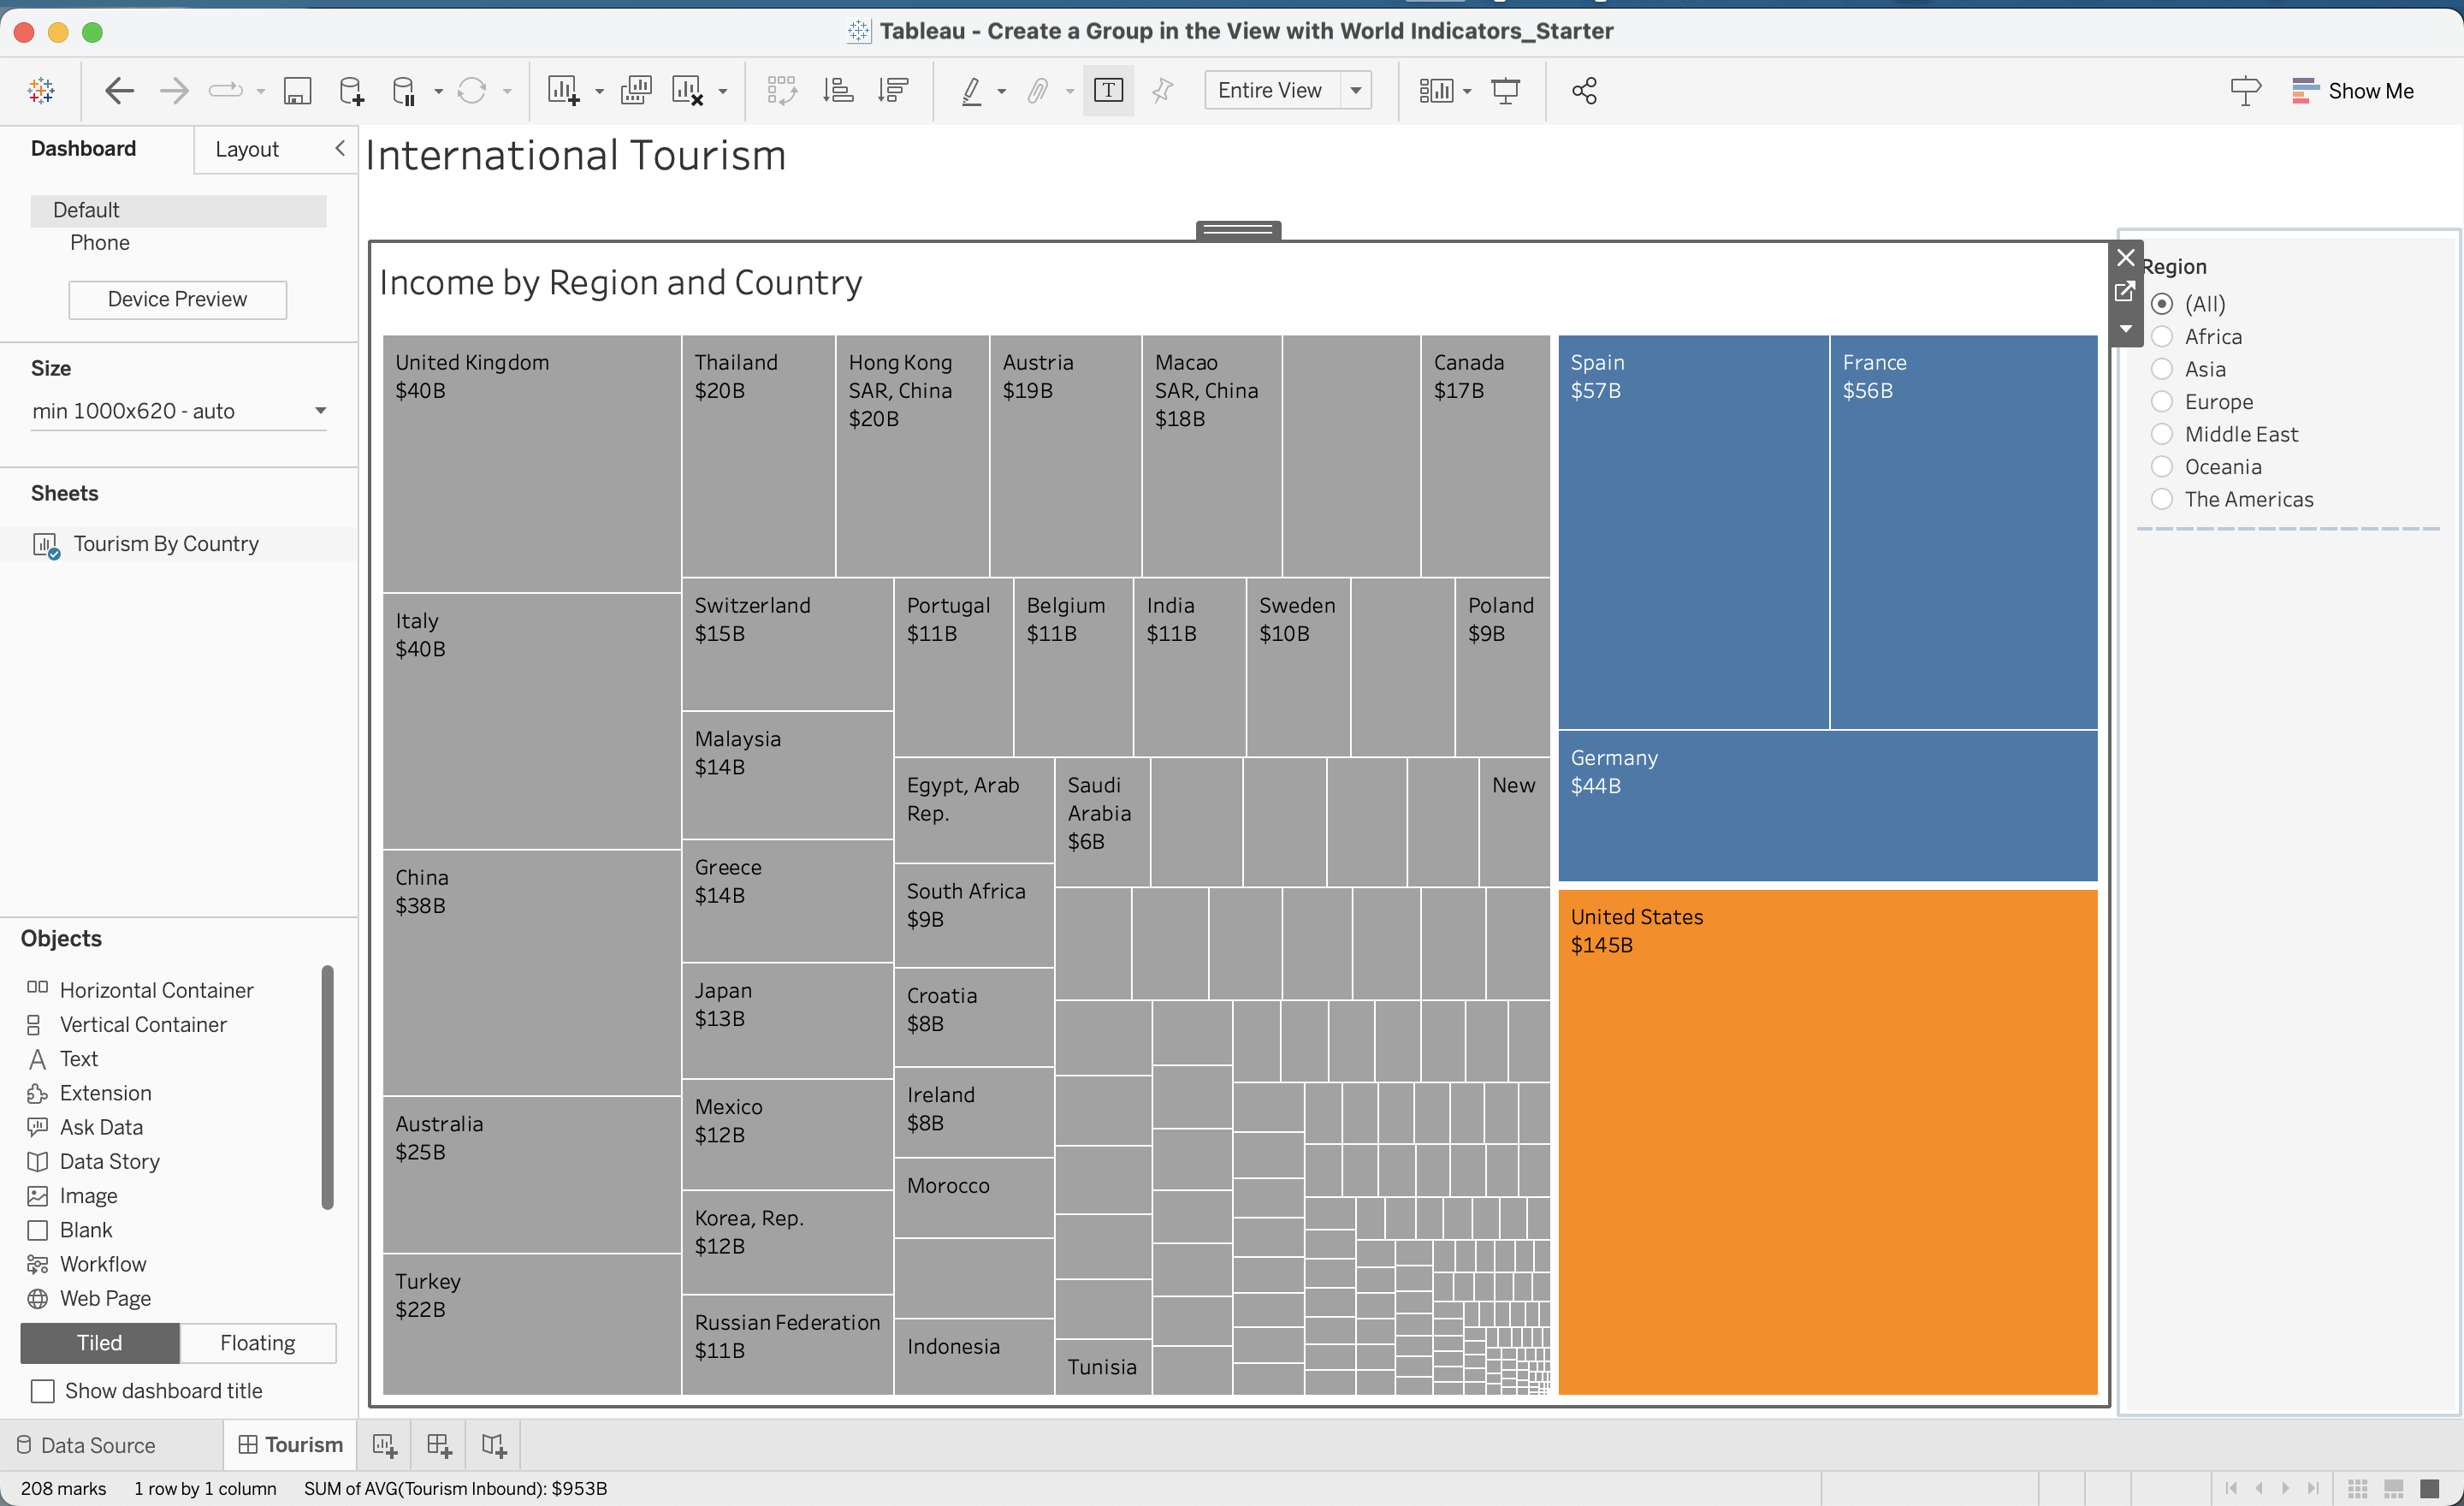 Tableau - Create a Group in the View with World Indicators_Starter
T
Entire View
Show Me
Dashboard
Layout
Default
Phone
Device Preview
Size
min 1000x620 - auto
Sheets
Tourism By Country
Objects
Horizontal Container
Vertical Container
A Text
Extension
Ask Data
Data Story
Image
Blank
Workflow
Web Page
Tiled
Floating
Show dashboard title
International Tourism
Income by Region and Country
United Kingdom
$40B
Italy
$40B
China
$38B
Australia
$25B
Turkey
$22B
Thailand
$20B
Hong Kong
SAR, China
$20B
Austria
$19B
Macao
SAR, China
$18B
Canada
$17B
Switzerland
$15B
Malaysia
$14B
Greece
$14B
Japan
$13B
Mexico
$12B
Korea, Rep.
$12B
Russian Federation
$11B
Portugal
$11B
Belgium
$11B
India
$11B
Sweden
$10B
Poland
$9B
Egypt, Arab
Rep.
South Africa
$9B
Croatia
$8B
Ireland
$8B
Morocco
Indonesia
Saudi
Arabia
$6B
New
Tunisia
Spain
$57B
France
$56B
Germany
$44B
United States
$145B
Region
(All)
Africa
Asia
Europe
Middle East
Oceania
The Americas
Data Source
Tourism
208 marks
1 row by 1 column
SUM of AVG(Tourism Inbound): $953B